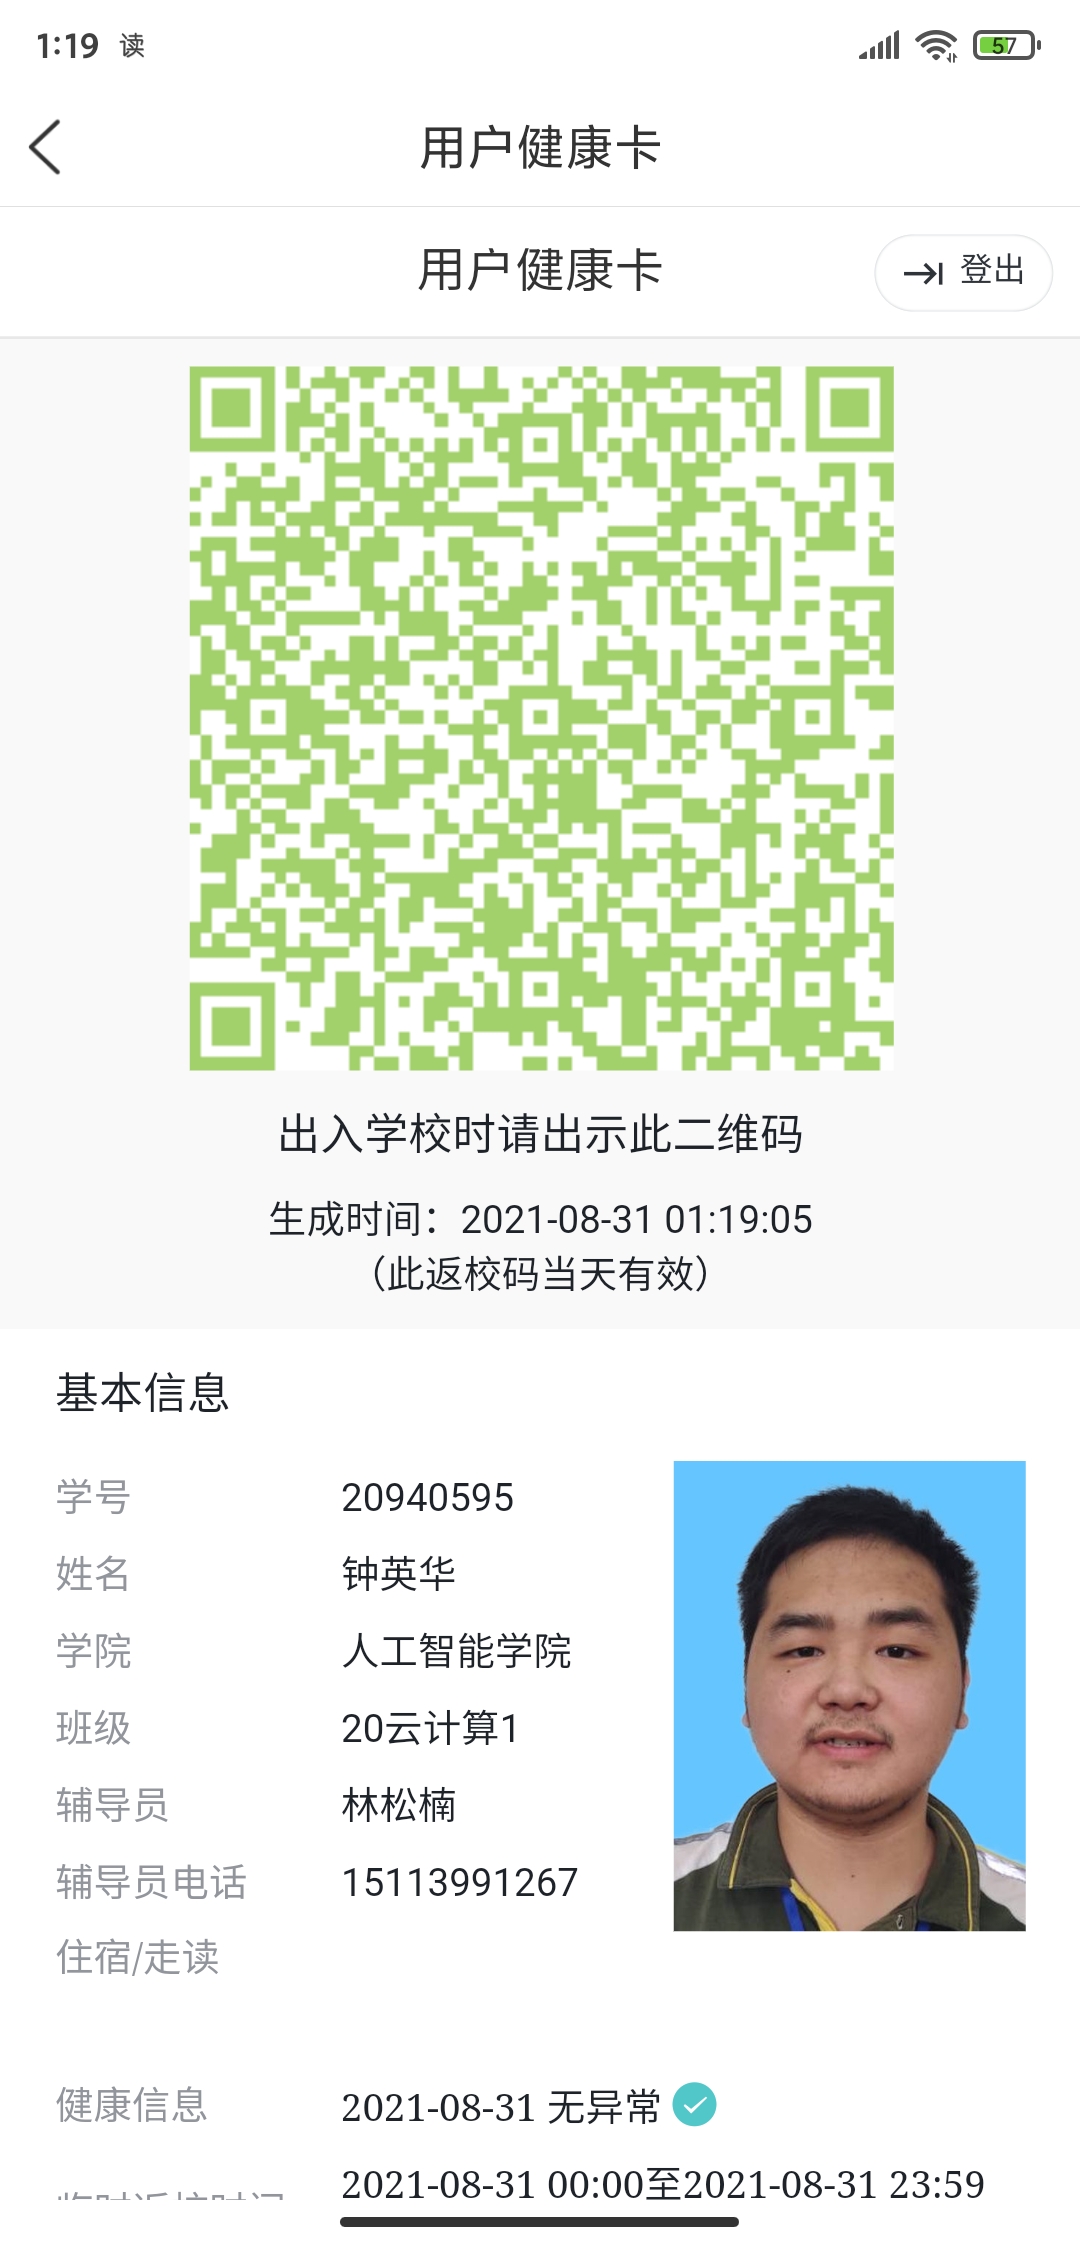 1:19 读
57
用户健康卡
用户健康卡
登出
出入学校时请出示此二维码
生成时间：2021-08-31 01:19:05
（此返校码当天有效）
基本信息
学号 20940595
姓名 钟英华
学院 人工智能学院
班级 20云计算1
辅导员 林松楠
辅导员电话 15113991267
住宿/走读
健康信息 2021-08-31 无异常
临时返校时间 2021-08-31 00:00至2021-08-31 23:59